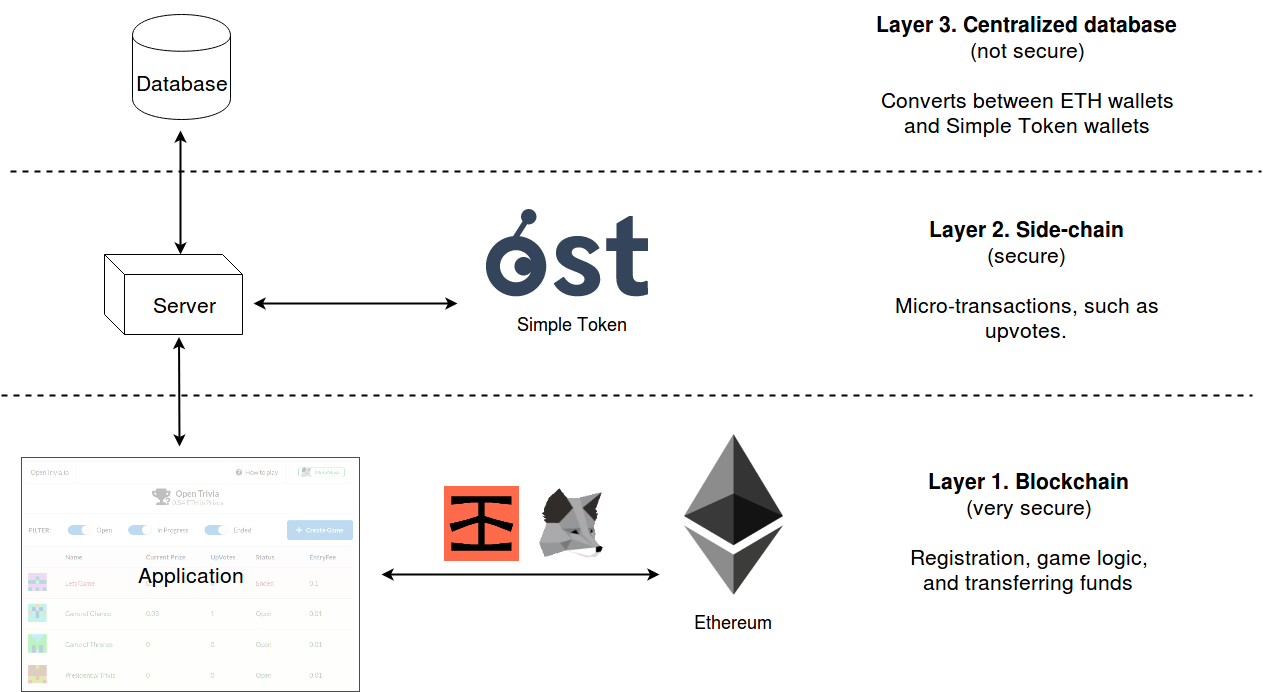 Layer 3. Centralized database
(not secure)
Database
Converts between ETH wallets
and Simple Token wallets
ost
Layer 2. Side-chain
(secure)
Server
Simple Token
Micro-transactions, such as
upvotes.
OpenTrivia.io
How to play
MetaMask
Open Trivia
0.54 ETH in Prizes
FILTER: Open In Progress Ended + Create Game
Name Current Prize UpVotes Status EntryFee
Application
Lets Game Ended 0.1
Game of Chance 0.03 1 Open 0.01
Game of Thrones 0 0 Open 0.01
Presidential Trivia 0 0 Open 0.01
Ethereum
Layer 1. Blockchain
(very secure)
Registration, game logic,
and transferring funds